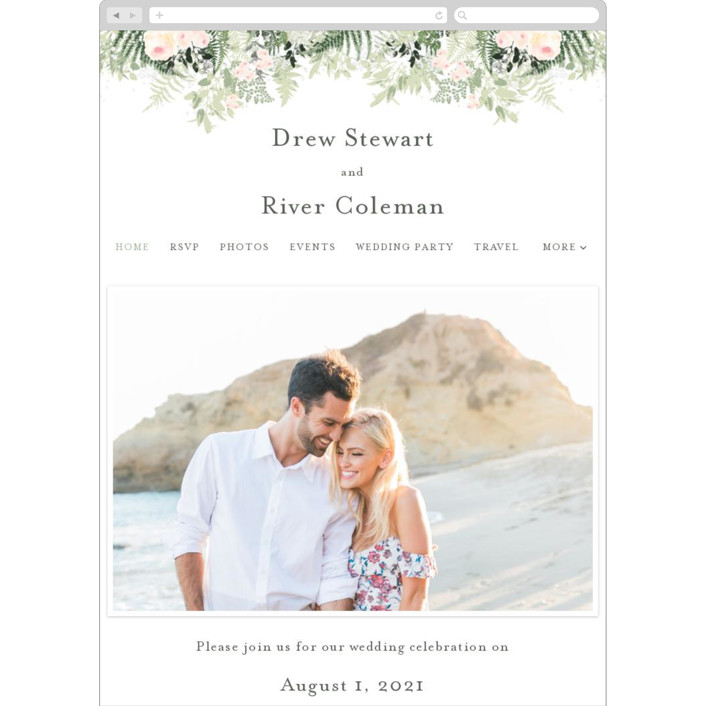 Drew Stewart
and
River Coleman
HOME RSVP PHOTOS EVENTS WEDDING PARTY TRAVEL MORE
Please join us for our wedding celebration on
August 1, 2021